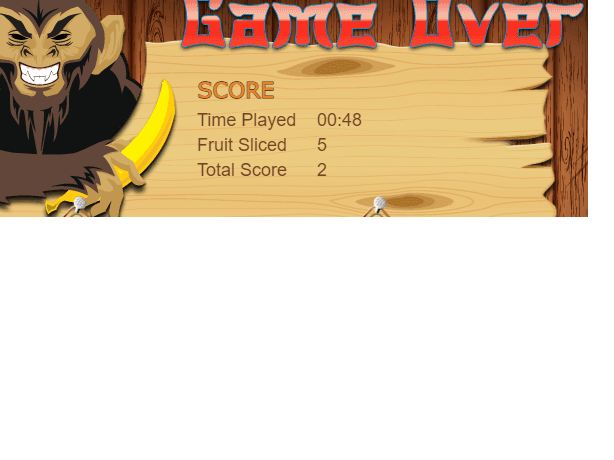 Game Over
SCORE
Time Played 00:48
Fruit Sliced 5
Total Score 2